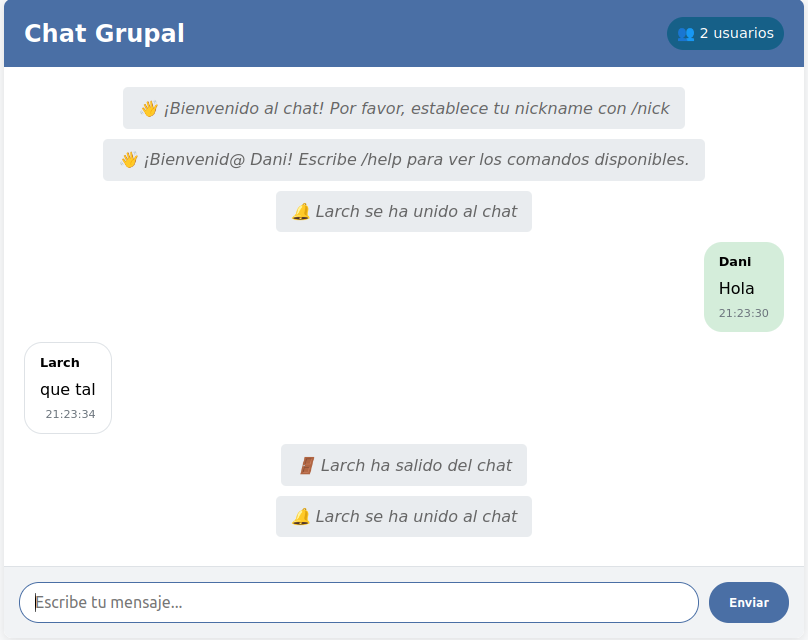 Chat Grupal
👥 2 usuarios
👋 ¡Bienvenido al chat! Por favor, establece tu nickname con /nick
👋 ¡Bienvenid@ Dani! Escribe /help para ver los comandos disponibles.
🔔 Larch se ha unido al chat
Dani
Hola
21:23:30
Larch
que tal
21:23:34
🚪 Larch ha salido del chat
🔔 Larch se ha unido al chat
Escribe tu mensaje...
Enviar